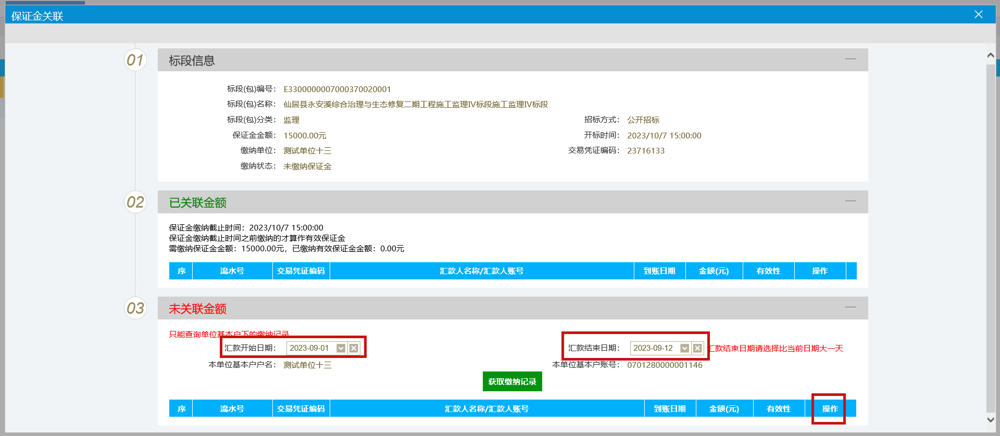 保证金关联
01
标段信息
标段(包)编号： E3300000007000370020001
标段(包)名称： 仙居县永安溪综合治理与生态修复二期工程施工监理IV标段施工监理IV标段
标段(包)分类： 监理 招标方式： 公开招标
保证金金额： 15000.00元 开标时间： 2023/10/7 15:00:00
缴纳单位： 测试单位十三 交易凭证编码： 23716133
缴纳状态： 未缴纳保证金
02
已关联金额
保证金缴纳截止时间：2023/10/7 15:00:00
保证金缴纳截止时间之前缴纳的才算作有效保证金
需缴纳保证金金额：15000.00元，已缴纳有效保证金金额：0.00元
序 流水号 交易凭证编码 汇款人名称/汇款人账号 到账日期 金额(元) 有效性 操作
03
未关联金额
只能查询单位基本户下的缴纳记录
汇款开始日期： 2023-09-01 汇款结束日期： 2023-09-12 汇款结束日期请选择比当前日期大一天
本单位基本户户名： 测试单位十三 本单位基本户账号： 0701280000001146
获取缴纳记录
序 流水号 交易凭证编码 汇款人名称/汇款人账号 到账日期 金额(元) 有效性 操作